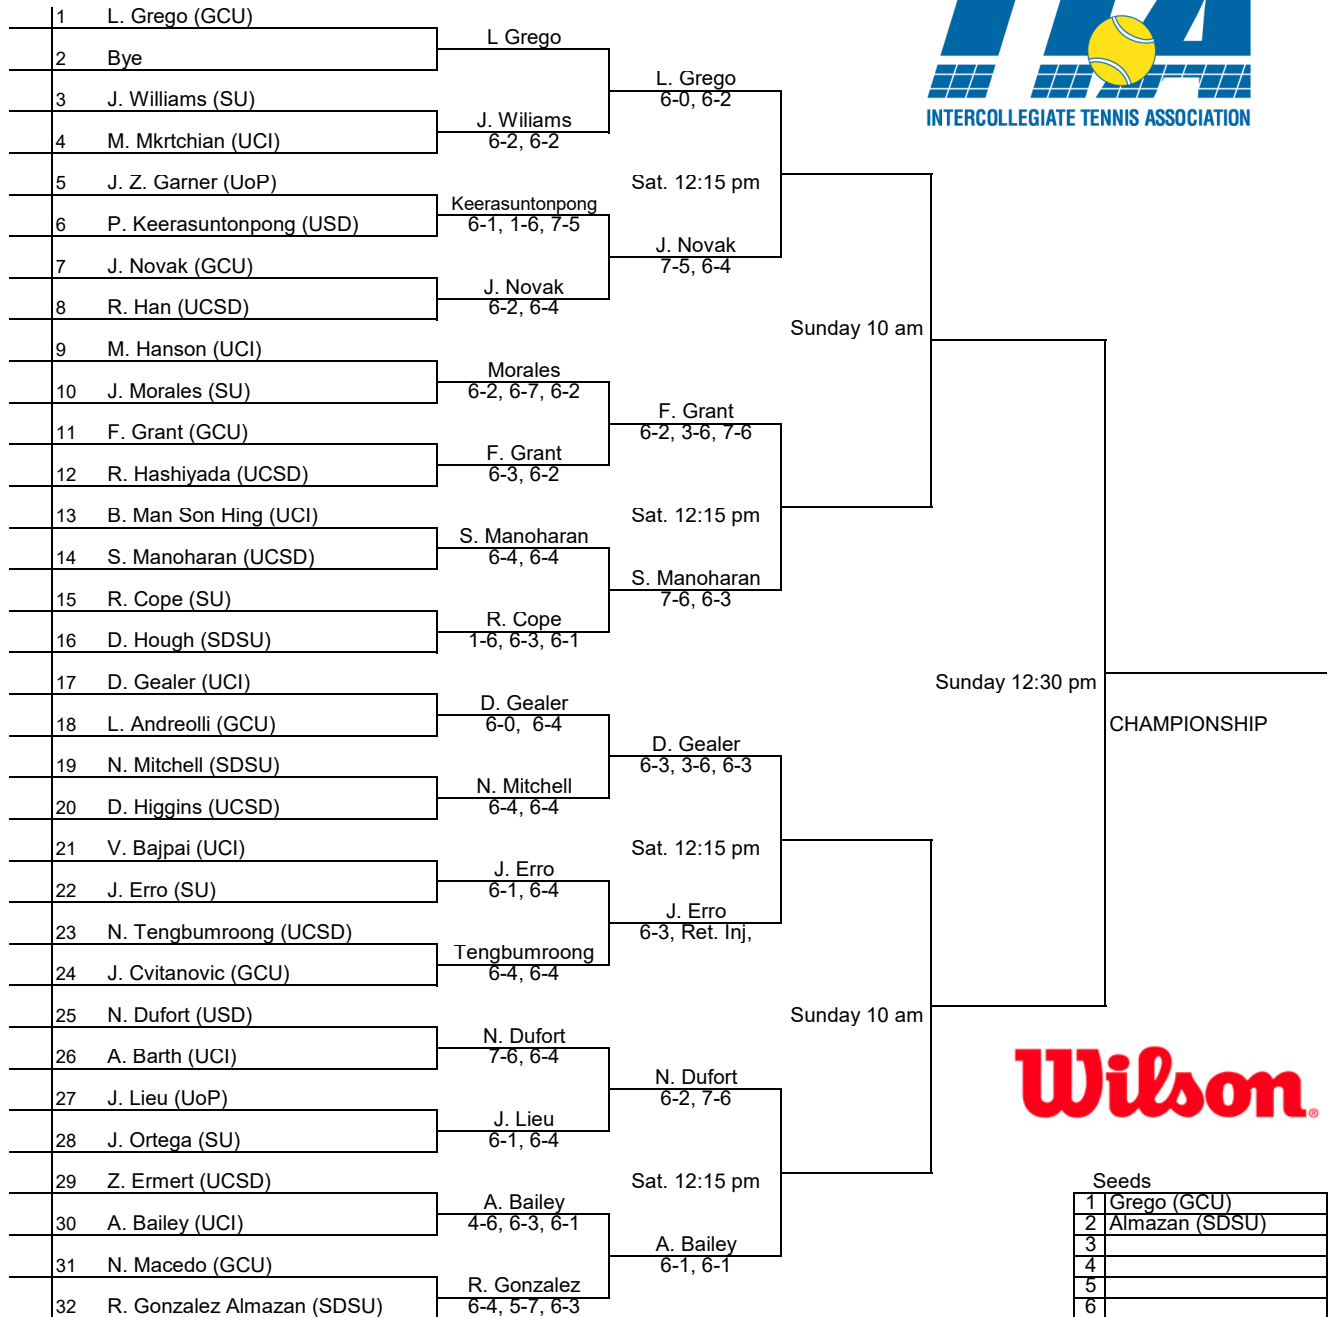 ITA
INTERCOLLEGIATE TENNIS ASSOCIATION
1 L. Grego (GCU)
2 Bye
3 J. Williams (SU)
4 M. Mkrtchian (UCI)
5 J. Z. Garner (UoP)
6 P. Keerasuntonpong (USD)
7 J. Novak (GCU)
8 R. Han (UCSD)
9 M. Hanson (UCI)
10 J. Morales (SU)
11 F. Grant (GCU)
12 R. Hashiyada (UCSD)
13 B. Man Son Hing (UCI)
14 S. Manoharan (UCSD)
15 R. Cope (SU)
16 D. Hough (SDSU)
17 D. Gealer (UCI)
18 L. Andreolli (GCU)
19 N. Mitchell (SDSU)
20 D. Higgins (UCSD)
21 V. Bajpai (UCI)
22 J. Erro (SU)
23 N. Tengbumroong (UCSD)
24 J. Cvitanovic (GCU)
25 N. Dufort (USD)
26 A. Barth (UCI)
27 J. Lieu (UoP)
28 J. Ortega (SU)
29 Z. Ermert (UCSD)
30 A. Bailey (UCI)
31 N. Macedo (GCU)
32 R. Gonzalez Almazan (SDSU)
L Grego
J. Wiliams
6-2, 6-2
Keerasuntonpong
6-1, 1-6, 7-5
J. Novak
6-2, 6-4
Morales
6-2, 6-7, 6-2
F. Grant
6-3, 6-2
S. Manoharan
6-4, 6-4
R. Cope
1-6, 6-3, 6-1
D. Gealer
6-0, 6-4
N. Mitchell
6-4, 6-4
J. Erro
6-1, 6-4
Tengbumroong
6-4, 6-4
N. Dufort
7-6, 6-4
J. Lieu
6-1, 6-4
A. Bailey
4-6, 6-3, 6-1
R. Gonzalez
6-4, 5-7, 6-3
L. Grego
6-0, 6-2
Sat. 12:15 pm
J. Novak
7-5, 6-4
F. Grant
6-2, 3-6, 7-6
Sat. 12:15 pm
S. Manoharan
7-6, 6-3
D. Gealer
6-3, 3-6, 6-3
Sat. 12:15 pm
J. Erro
6-3, Ret. Inj,
N. Dufort
6-2, 7-6
Sat. 12:15 pm
A. Bailey
6-1, 6-1
Sunday 10 am
Sunday 10 am
Sunday 12:30 pm
CHAMPIONSHIP
Wilson®
Seeds
1 Grego (GCU)
2 Almazan (SDSU)
3
4
5
6